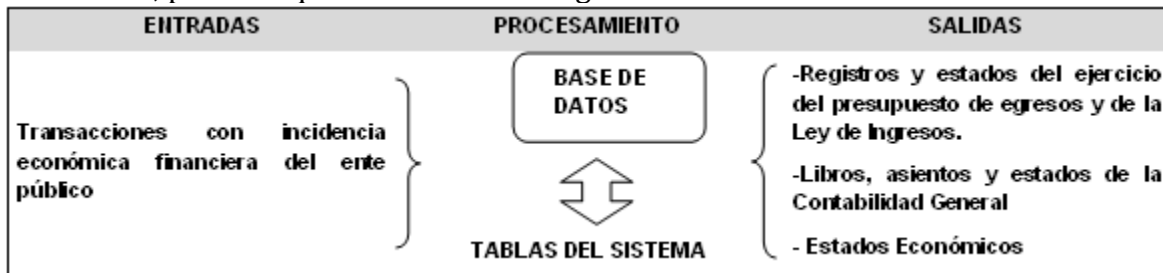 ENTRADAS PROCESAMIENTO SALIDAS
Transacciones con incidencia
económica financiera del ente
público
BASE DE
DATOS
TABLAS DEL SISTEMA
-Registros y estados del ejercicio
del presupuesto de egresos y de la
Ley de Ingresos.
-Libros, asientos y estados de la
Contabilidad General
- Estados Económicos